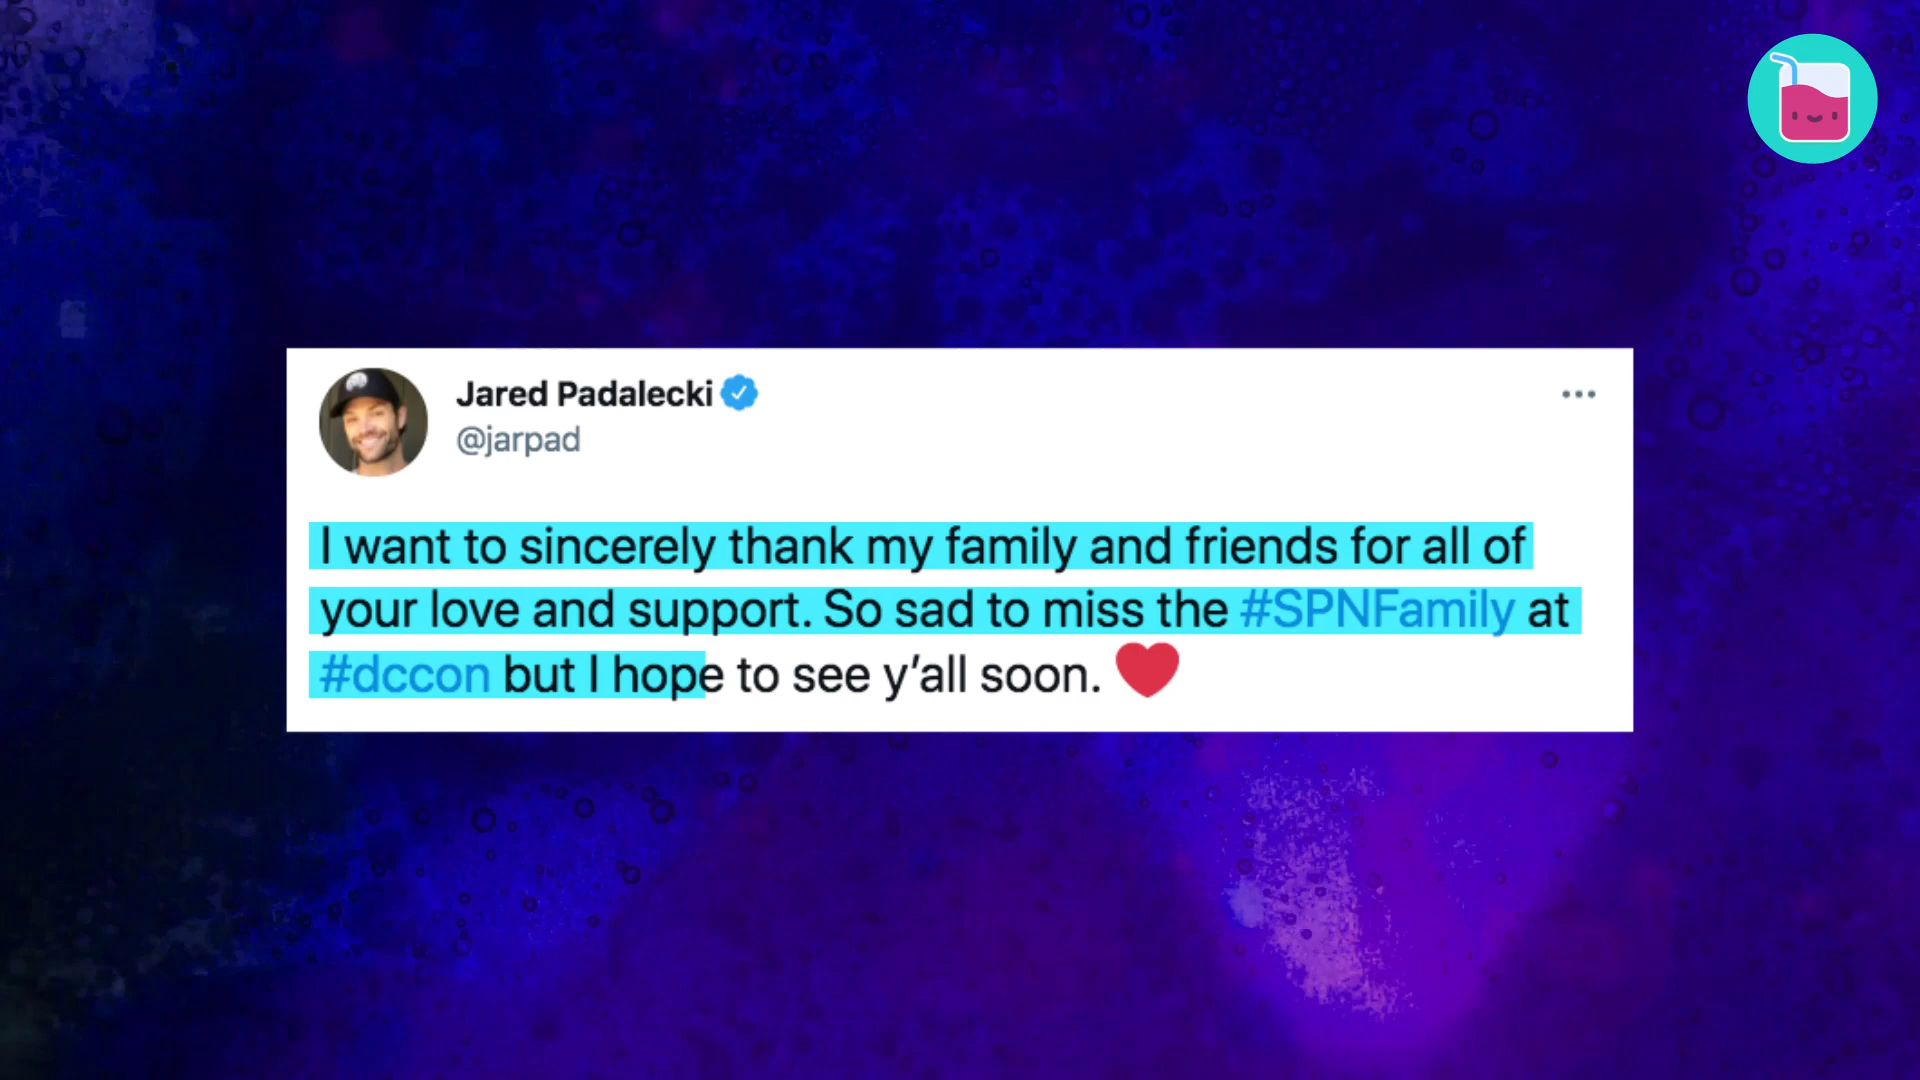 Jared Padalecki
@jarpad
I want to sincerely thank my family and friends for all of
your love and support. So sad to miss the #SPNFamily at
#dccon but I hope to see y’all soon. ❤️